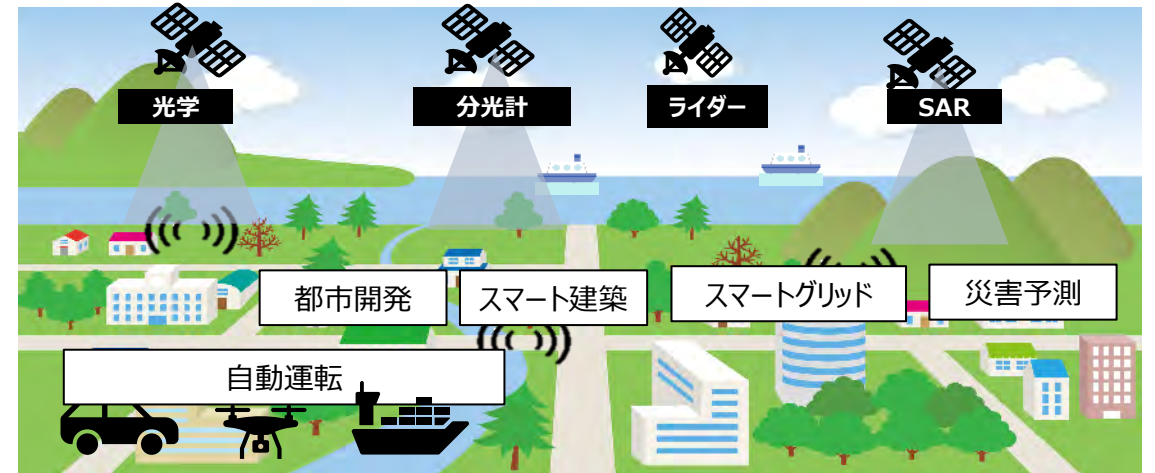 光学
分光計
ライダー
SAR
都市開発
スマート建築
スマートグリッド
災害予測
自動運転